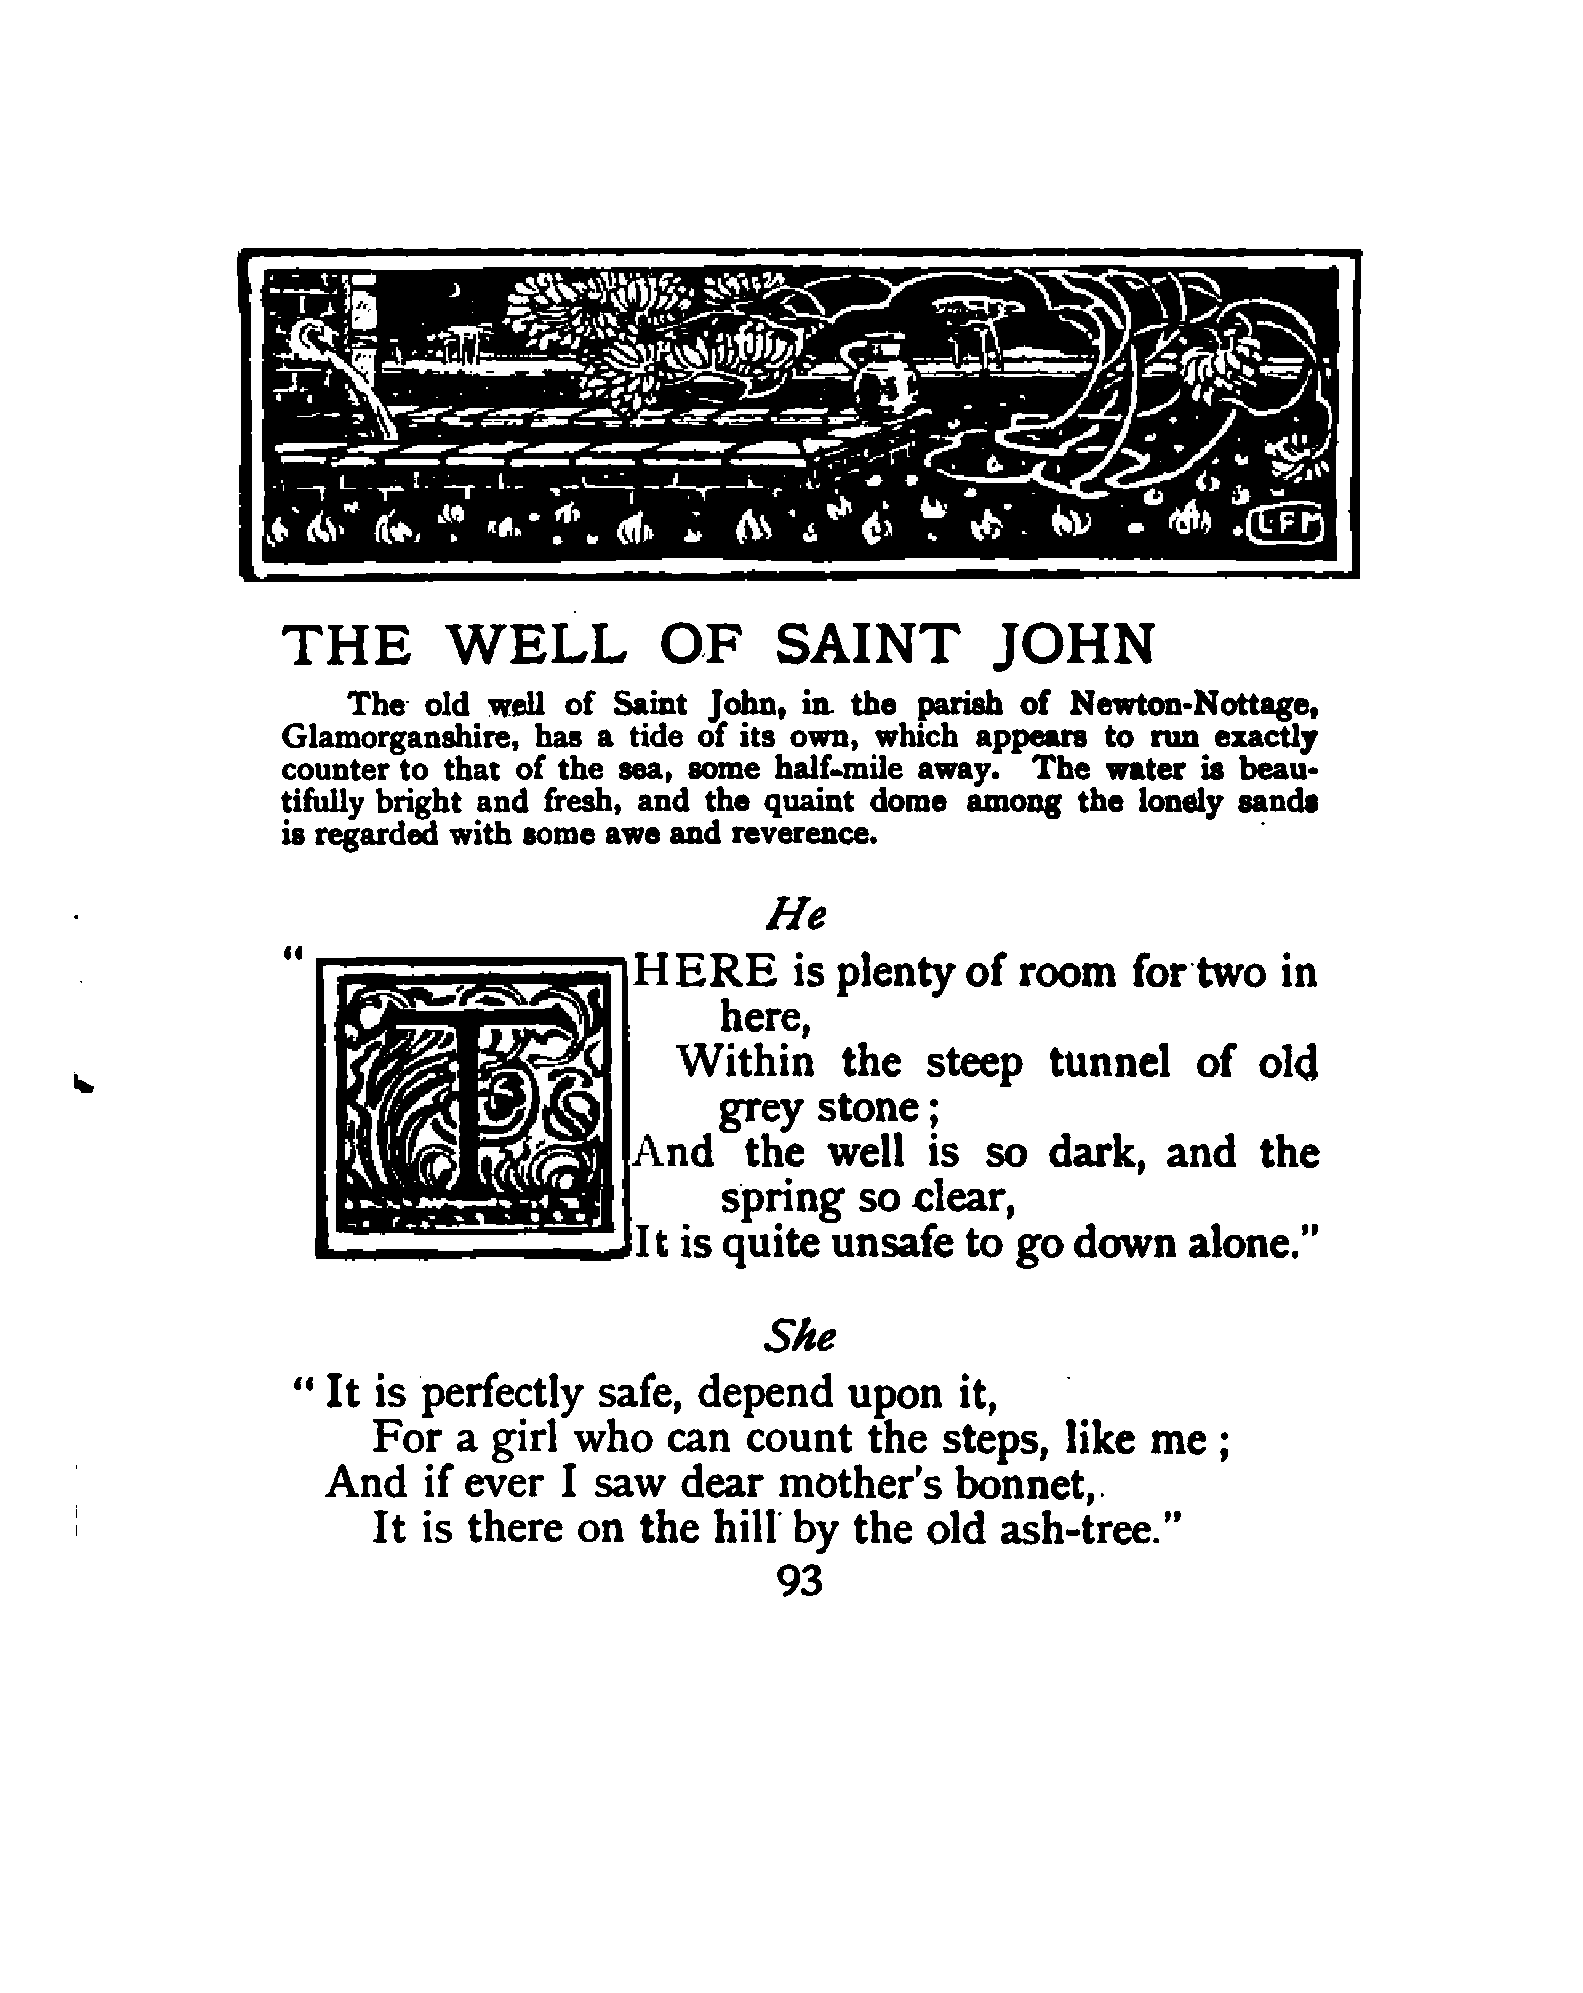 LFM
THE WELL OF SAINT JOHN
The old well of Saint John, in the parish of Newton-Nottage,
Glamorganshire, has a tide of its own, which appears to run exactly
counter to that of the sea, some half-mile away. The water is beau-
tifully bright and fresh, and the quaint dome among the lonely sands
is regarded with some awe and reverence.
He
“THERE is plenty of room for two in
here,
Within the steep tunnel of old
grey stone;
And the well is so dark, and the
spring so clear,
It is quite unsafe to go down alone.”
She
“It is perfectly safe, depend upon it,
For a girl who can count the steps, like me;
And if ever I saw dear mother's bonnet,
It is there on the hill by the old ash-tree.”
93